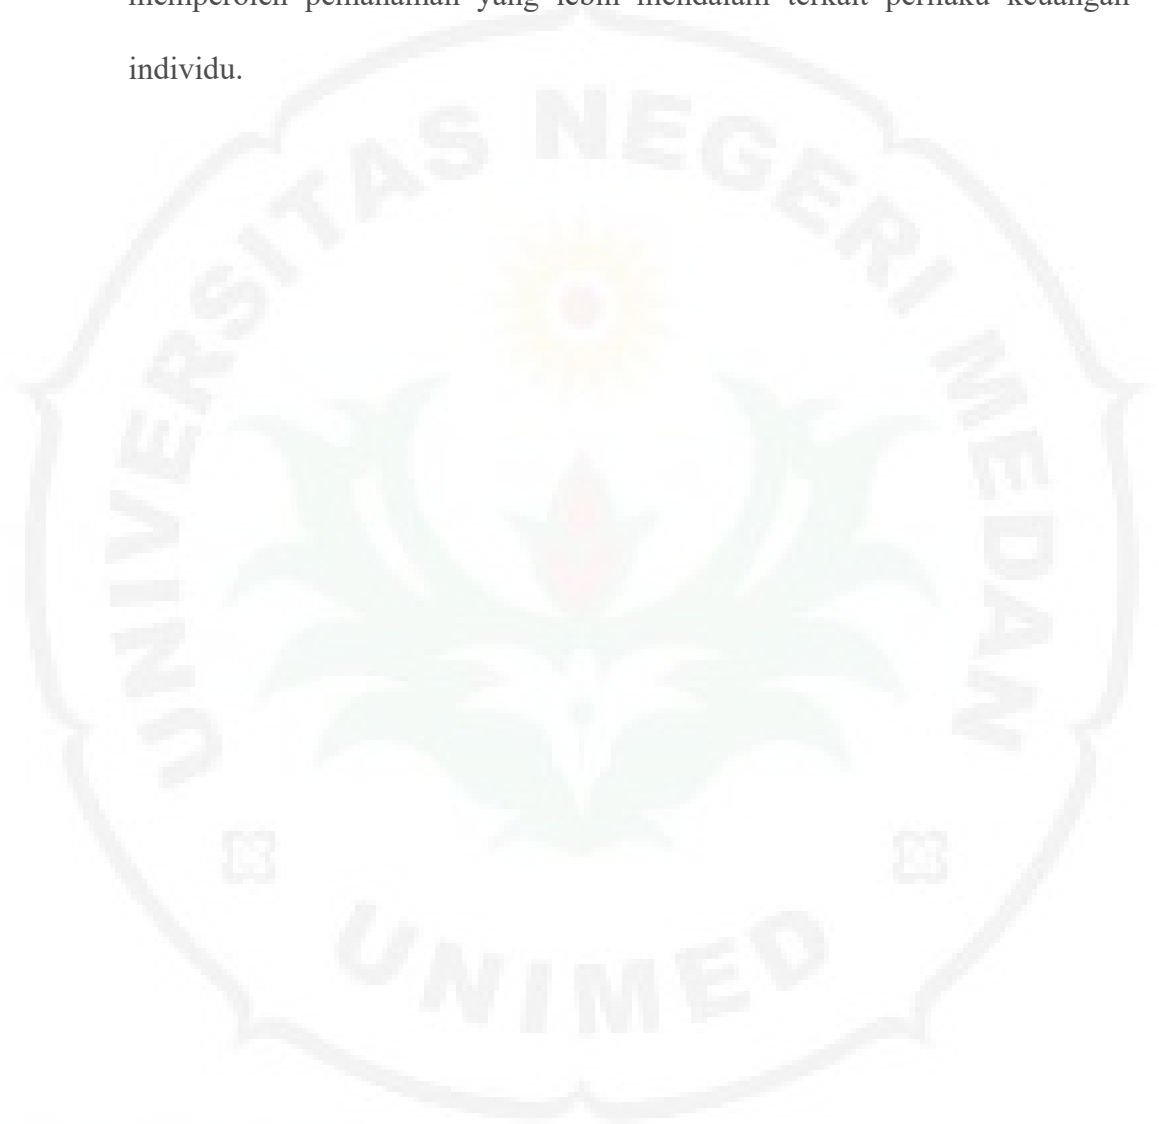 memperoleh pemahaman yang lebih mendalam terkait perilaku keuangan
individu.
UNIVERSITAS NEGERI MEDAN
UNIMED